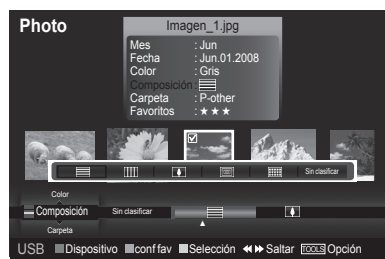 Photo
Imagen_1.jpg
Mes : Jun
Fecha : Jun.01.2008
Color : Gris
Composición :
Carpeta : P-other
Favoritos : ★★★
Sin clasificar
Color
Composición Sin clasificar
Carpeta
USB Dispositivo conf fav Selección Saltar TOOLS Opción